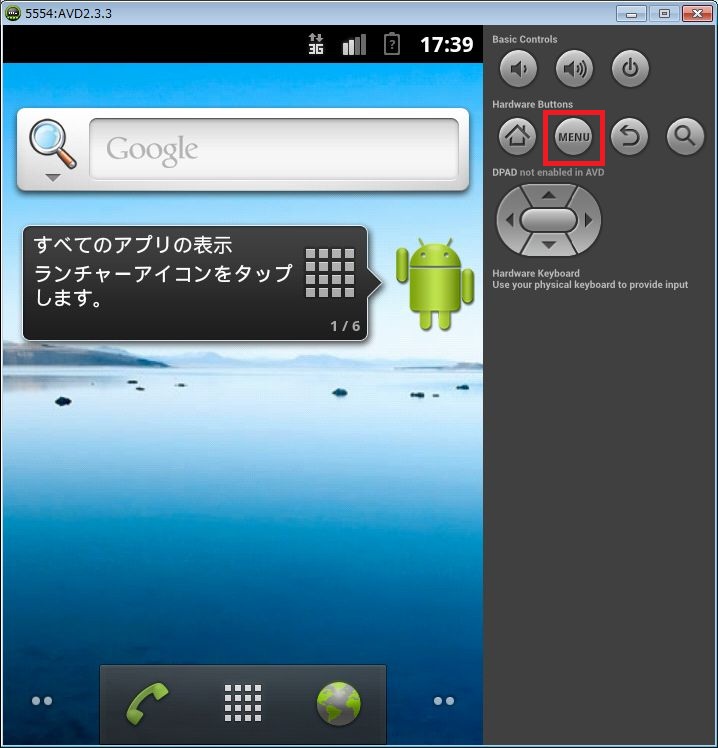 5554:AVD2.3.3
3G
17:39
Google
すべてのアプリの表示
ランチャーアイコンをタップ
します。
1 / 6
Basic Controls
Hardware Buttons
MENU
DPAD not enabled in AVD
Hardware Keyboard
Use your physical keyboard to provide input